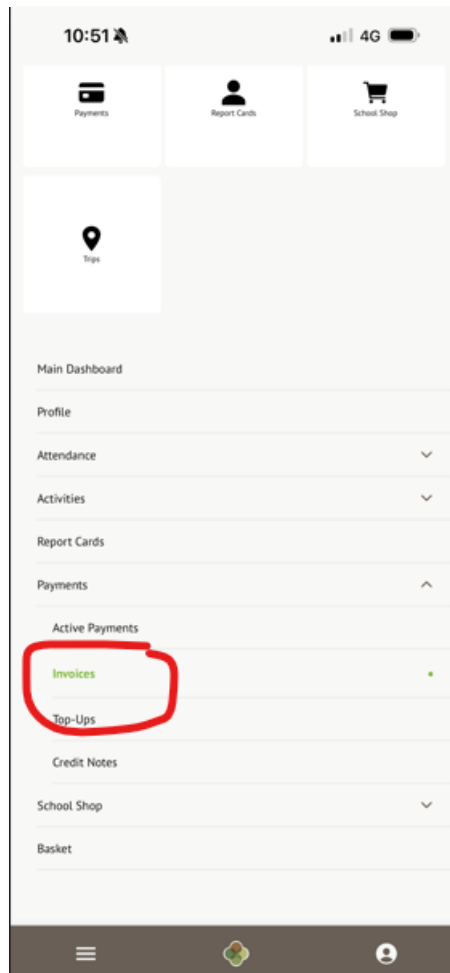 10:51 4G
Payments Report Cards School Shop
Trips
Main Dashboard
Profile
Attendance
Activities
Report Cards
Payments
Active Payments
Invoices
Top-Ups
Credit Notes
School Shop
Basket